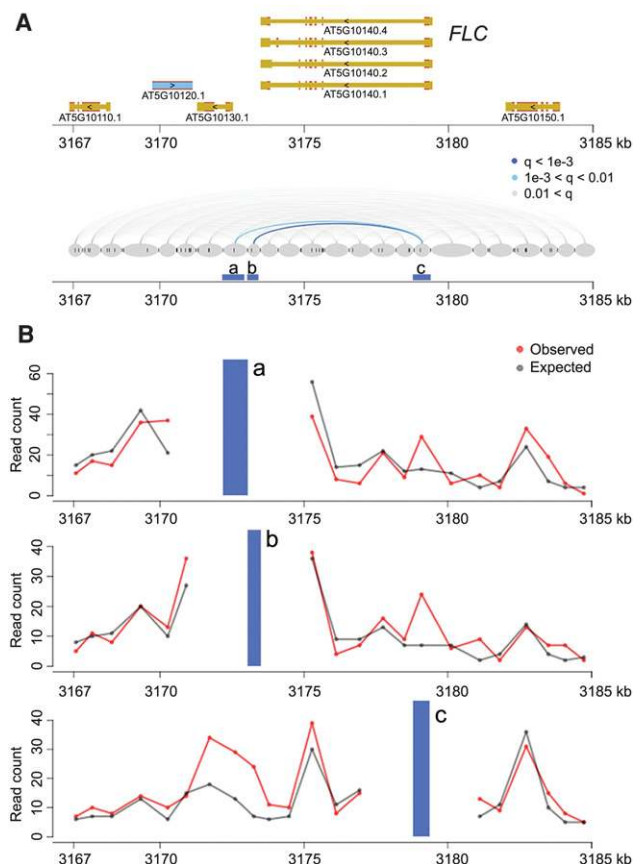 A
AT5G10140.4
FLC
AT5G10140.3
AT5G10120.1
AT5G10140.2
AT5G10110.1
AT5G10130.1
AT5G10140.1
AT5G10150.1
3167 3170 3175 3180 3185 kb
q < 1e-3
1e-3 < q < 0.01
0.01 < q
a b c
3167 3170 3175 3180 3185 kb
B
Observed
Expected
a
Read count
0 20 40 60
3167 3170 3175 3180 3185 kb
b
Read count
0 10 20 30 40
3167 3170 3175 3180 3185 kb
c
Read count
0 10 20 30 40
3167 3170 3175 3180 3185 kb